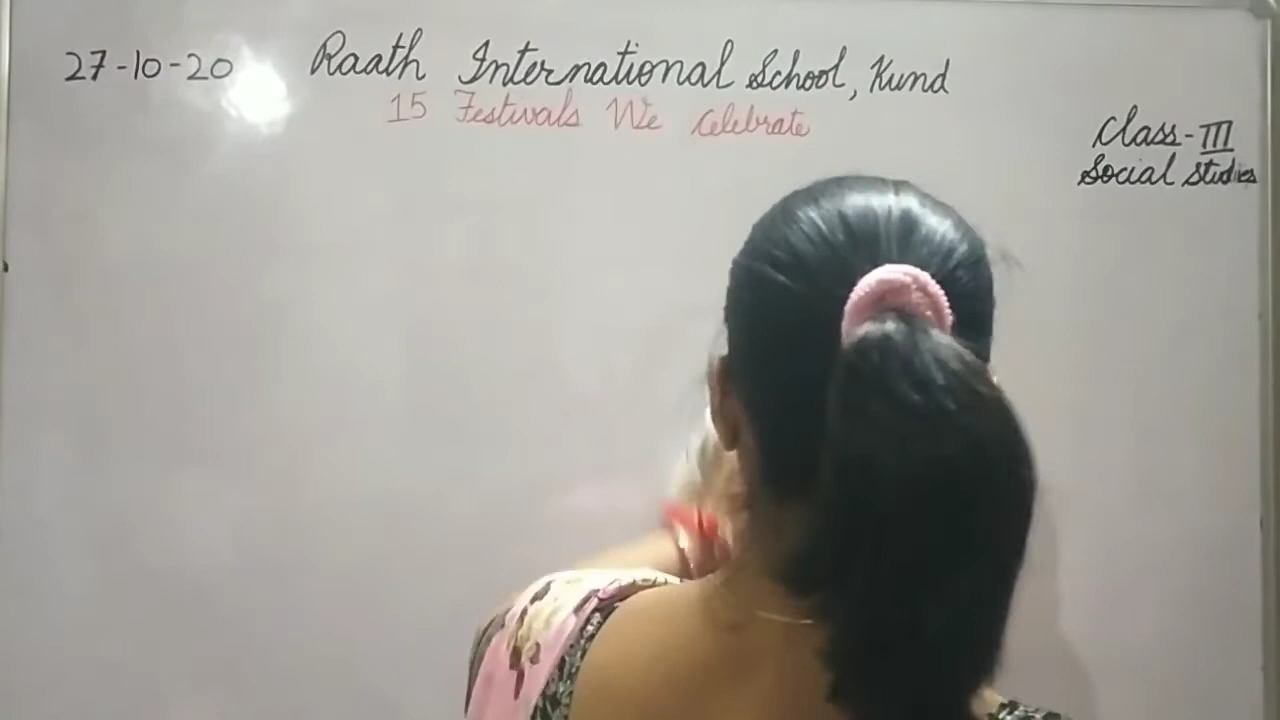 27-10-20 Raath International School, Kund
15 Festivals We Celebrate
Class-III
Social Studies